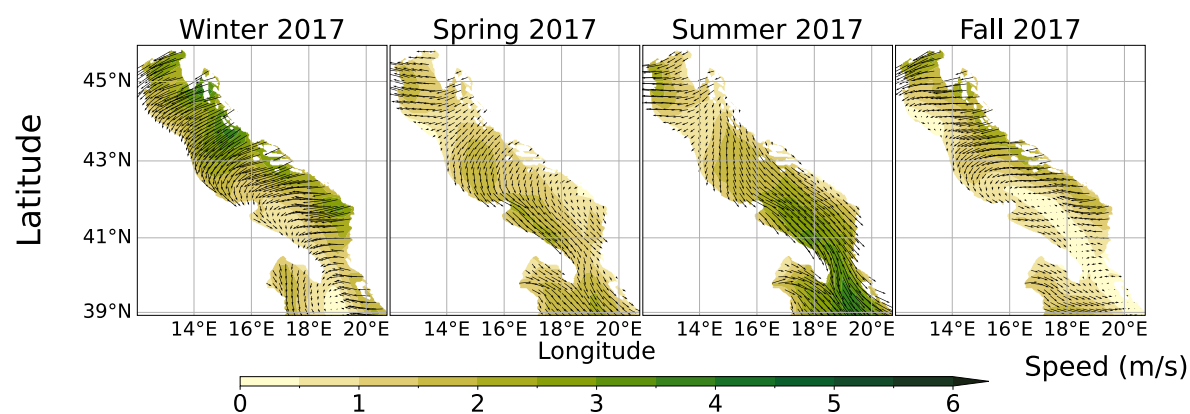 Winter 2017 Spring 2017 Summer 2017 Fall 2017
Latitude
45°N
43°N
41°N
39°N
14°E 16°E 18°E 20°E 14°E 16°E 18°E 20°E 14°E 16°E 18°E 20°E 14°E 16°E 18°E 20°E
Longitude
Speed (m/s)
0 1 2 3 4 5 6